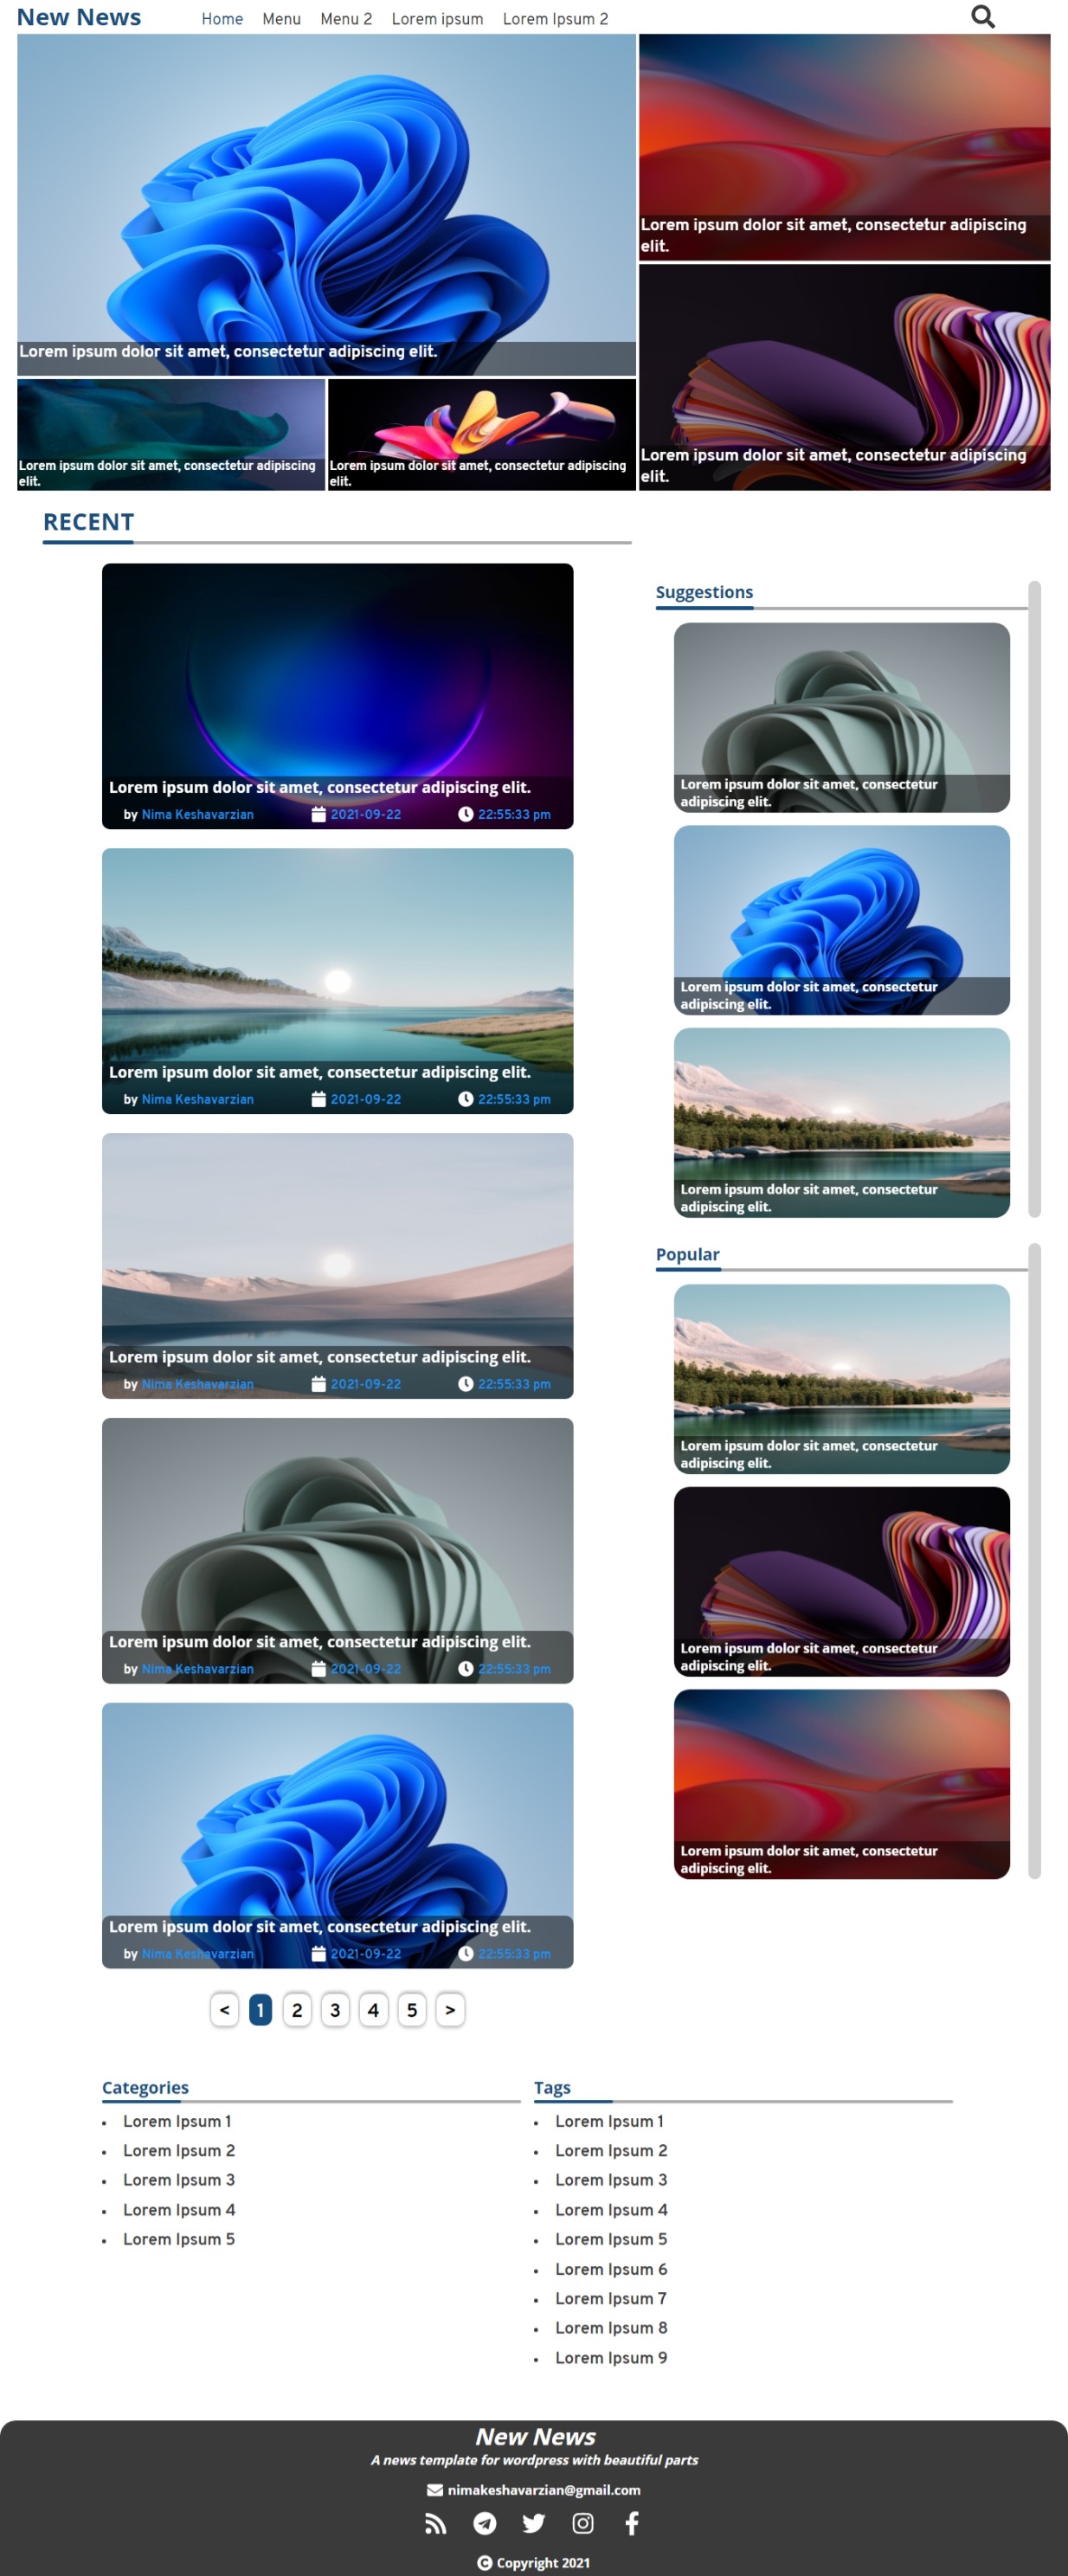 New News
Home Menu Menu 2 Lorem ipsum Lorem Ipsum 2
Lorem ipsum dolor sit amet, consectetur adipiscing elit.
Lorem ipsum dolor sit amet, consectetur adipiscing
elit.
Lorem ipsum dolor sit amet, consectetur adipiscing
elit.
Lorem ipsum dolor sit amet, consectetur adipiscing
elit.
Lorem ipsum dolor sit amet, consectetur adipiscing
elit.
RECENT
Lorem ipsum dolor sit amet, consectetur adipiscing elit.
by Nima Keshavarzian 2021-09-22 22:55:33 pm
Lorem ipsum dolor sit amet, consectetur adipiscing elit.
by Nima Keshavarzian 2021-09-22 22:55:33 pm
Lorem ipsum dolor sit amet, consectetur adipiscing elit.
by Nima Keshavarzian 2021-09-22 22:55:33 pm
Lorem ipsum dolor sit amet, consectetur adipiscing elit.
by Nima Keshavarzian 2021-09-22 22:55:33 pm
Lorem ipsum dolor sit amet, consectetur adipiscing elit.
by Nima Keshavarzian 2021-09-22 22:55:33 pm
< 1 2 3 4 5 >
Suggestions
Lorem ipsum dolor sit amet, consectetur
adipiscing elit.
Lorem ipsum dolor sit amet, consectetur
adipiscing elit.
Lorem ipsum dolor sit amet, consectetur
adipiscing elit.
Popular
Lorem ipsum dolor sit amet, consectetur
adipiscing elit.
Lorem ipsum dolor sit amet, consectetur
adipiscing elit.
Lorem ipsum dolor sit amet, consectetur
adipiscing elit.
Categories
Lorem Ipsum 1
Lorem Ipsum 2
Lorem Ipsum 3
Lorem Ipsum 4
Lorem Ipsum 5
Tags
Lorem Ipsum 1
Lorem Ipsum 2
Lorem Ipsum 3
Lorem Ipsum 4
Lorem Ipsum 5
Lorem Ipsum 6
Lorem Ipsum 7
Lorem Ipsum 8
Lorem Ipsum 9
New News
A news template for wordpress with beautiful parts
nimakeshavarzian@gmail.com
Copyright 2021